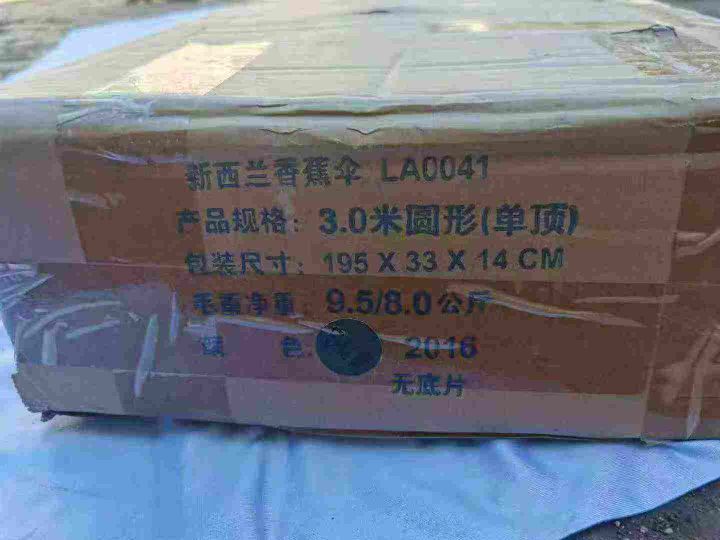 新西兰香蕉伞 LA0041
产品规格: 3.0米圆形(单顶)
包装尺寸: 195 X 33 X 14 CM
毛重净重: 9.5/8.0 公斤
颜 色: 2016
无底片